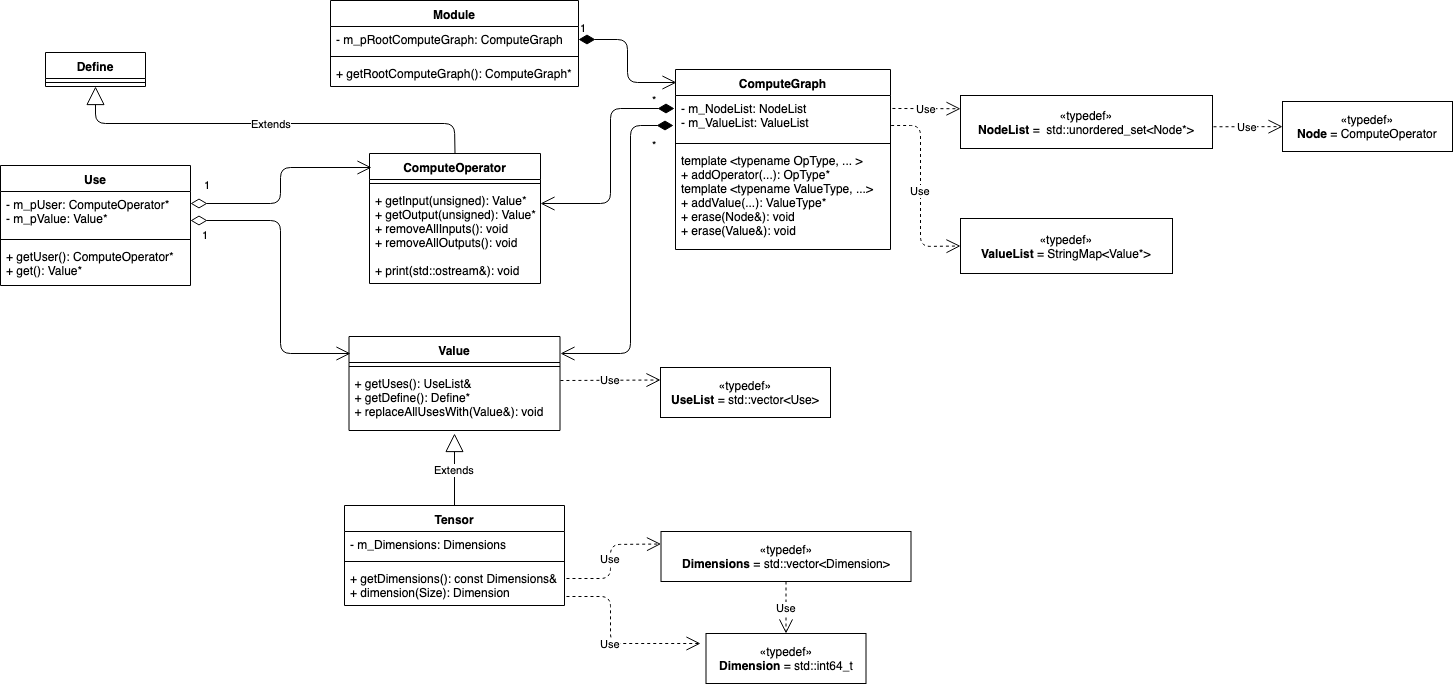 Module
- m_pRootComputeGraph: ComputeGraph
+ getRootComputeGraph(): ComputeGraph*
1
Define
Extends
ComputeGraph
- m_NodeList: NodeList
- m_ValueList: ValueList
template <typename OpType, ... >
+ addOperator(...): OpType*
template <typename ValueType, ...>
+ addValue(...): ValueType*
+ erase(Node&): void
+ erase(Value&): void
*
*
Use
«typedef»
NodeList = std::unordered_set<Node*>
Use
«typedef»
Node = ComputeOperator
Use
«typedef»
ValueList = StringMap<Value*>
Use
- m_pUser: ComputeOperator*
- m_pValue: Value*
+ getUser(): ComputeOperator*
+ get(): Value*
1
1
ComputeOperator
+ getInput(unsigned): Value*
+ getOutput(unsigned): Value*
+ removeAllInputs(): void
+ removeAllOutputs(): void
+ print(std::ostream&): void
Value
+ getUses(): UseList&
+ getDefine(): Define*
+ replaceAllUsesWith(Value&): void
Use
«typedef»
UseList = std::vector<Use>
Extends
Tensor
- m_Dimensions: Dimensions
+ getDimensions(): const Dimensions&
+ dimension(Size): Dimension
Use
«typedef»
Dimensions = std::vector<Dimension>
Use
Use
«typedef»
Dimension = std::int64_t